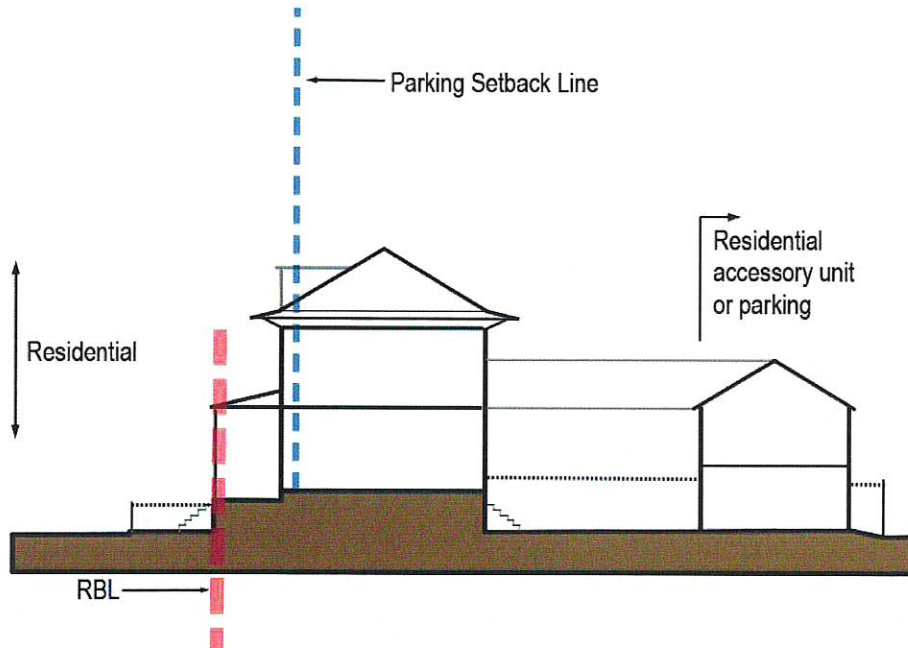 Parking Setback Line
Residential
accessory unit
or parking
Residential
RBL